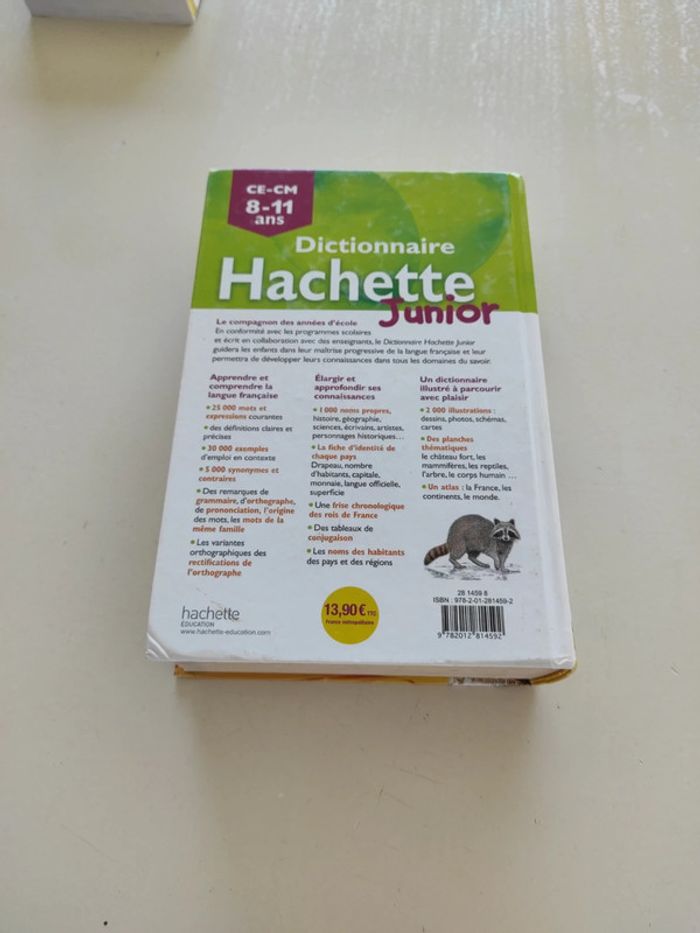 CE-CM
8-11
ans
Dictionnaire
Hachette
Junior
Le compagnon des années d'école
En conformité avec les programmes scolaires
et écrit en collaboration avec des enseignants, le Dictionnaire Hachette Junior
guidera les enfants dans leur maîtrise progressive de la langue française et leur
permettra de développer leurs connaissances dans tous les domaines du savoir.
Apprendre et
comprendre la
langue française
• 25 000 mots et
expressions courantes
• des définitions claires et
précises
• 30 000 exemples
d'emploi en contexte
• 5 000 synonymes et
contraires
• Des remarques de
grammaire, d'orthographe,
de prononciation, l'origine
des mots, les mots de la
même famille
• Les variantes
orthographiques des
rectifications de
l'orthographe
Élargir et
approfondir ses
connaissances
• 1 000 noms propres,
histoire, géographie,
sciences, écrivains, artistes,
personnages historiques...
• La fiche d'identité de
chaque pays
Drapeau, nombre
d'habitants, capitale,
monnaie, langue officielle,
superficie
• Une frise chronologique
des rois de France
• Des tableaux de
conjugaison
• Les noms des habitants
des pays et des régions
Un dictionnaire
illustré à parcourir
avec plaisir
• 2 000 illustrations :
dessins, photos, schémas,
cartes
• Des planches
thématiques
le château fort, les
mammifères, les reptiles,
l'arbre, le corps humain ...
• Un atlas : la France, les
continents, le monde.
hachette
ÉDUCATION
www.hachette-education.com
13,90 € TTC
France métropolitaine
28 1459 8
ISBN : 978-2-01-281459-2
9 782012 814592